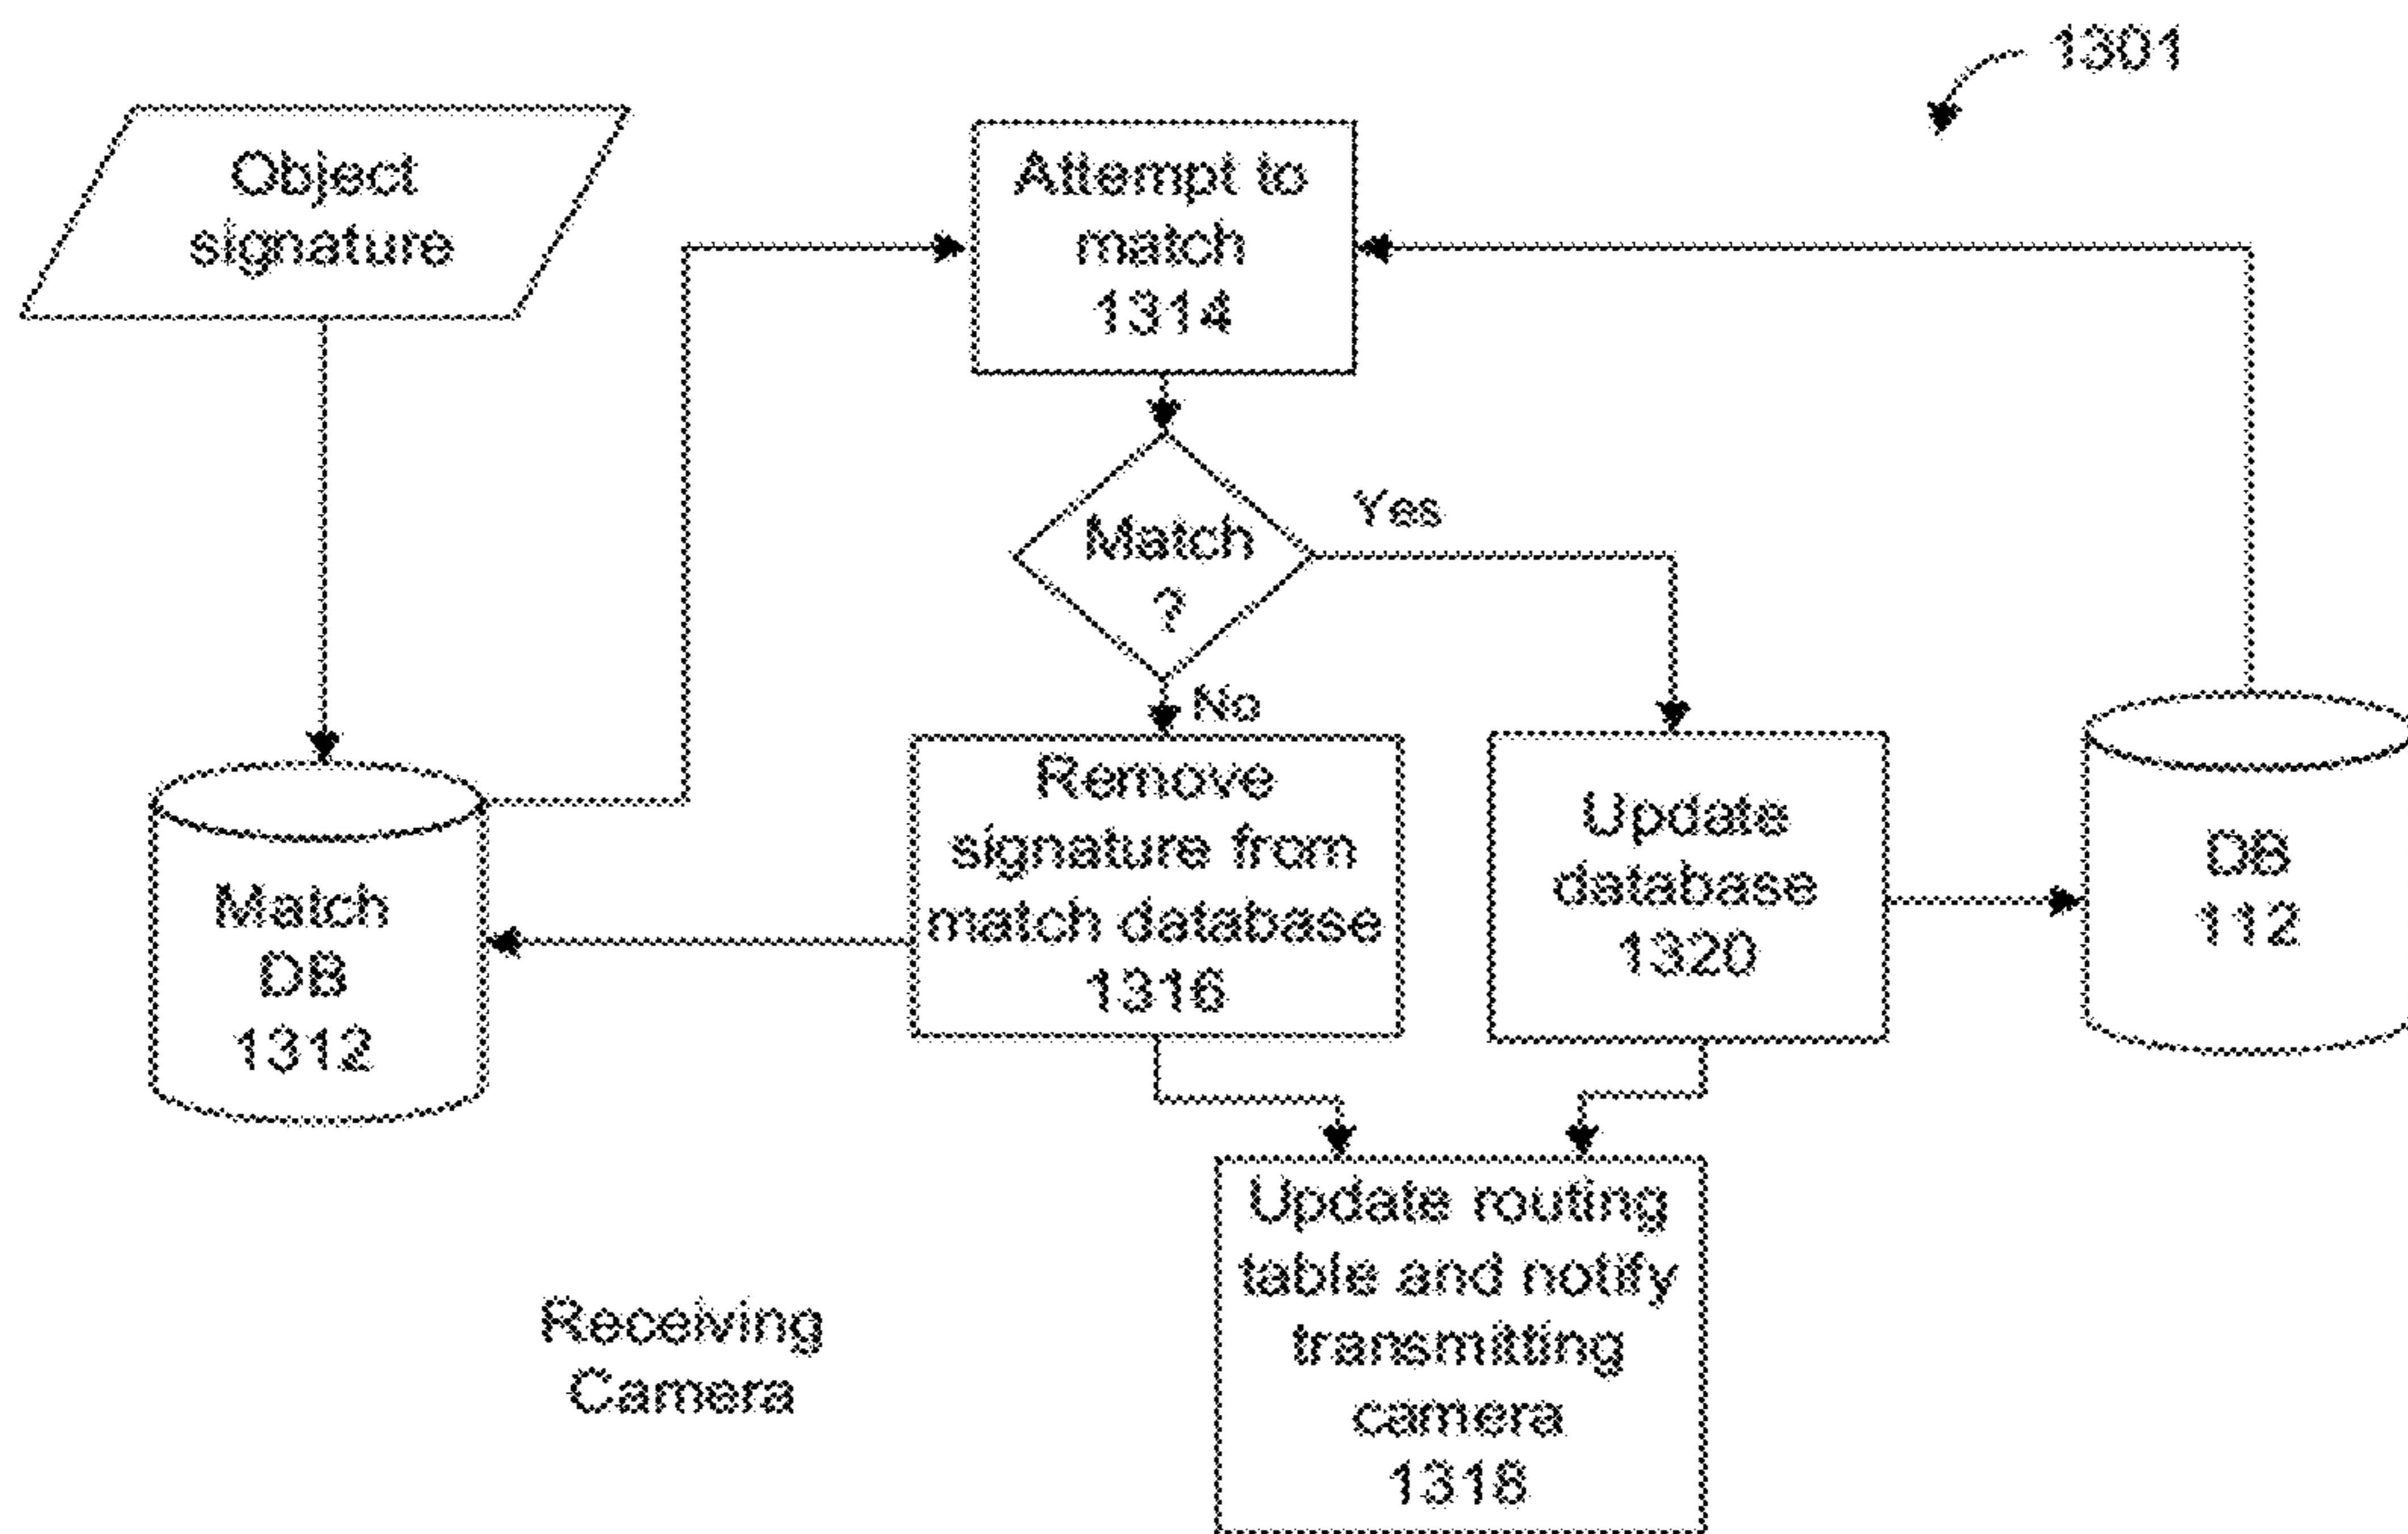 1301
Object
signature
Attempt to
match
1314
Match
?
Yes
No
Match
DB
1312
Remove
signature from
match database
1316
Update
database
1320
DB
112
Update routing
table and notify
transmitting
camera
1318
Receiving
Camera